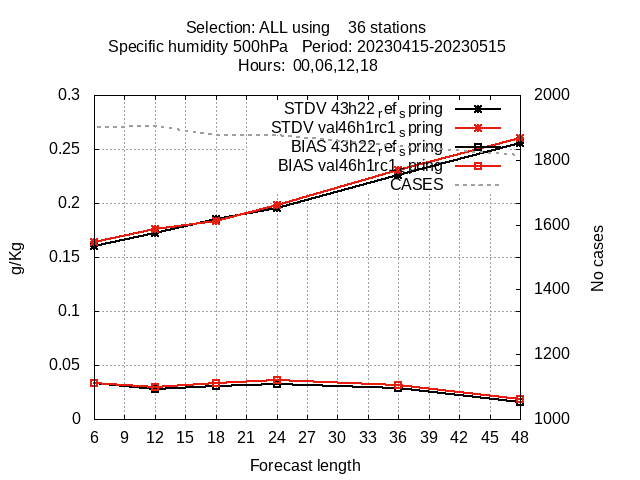 Selection: ALL using    36 stations
Specific humidity 500hPa   Period: 20230415-20230515
Hours: 00,06,12,18
0.3
0.25
0.2
0.15
0.1
0.05
0
2000
1800
1600
1400
1200
1000
g/Kg
No cases
STDV 43h22_ref_spring
STDV val46h1rc1_spring
BIAS 43h22_ref_spring
BIAS val46h1rc1_spring
CASES
6 9 12 15 18 21 24 27 30 33 36 39 42 45 48
Forecast length